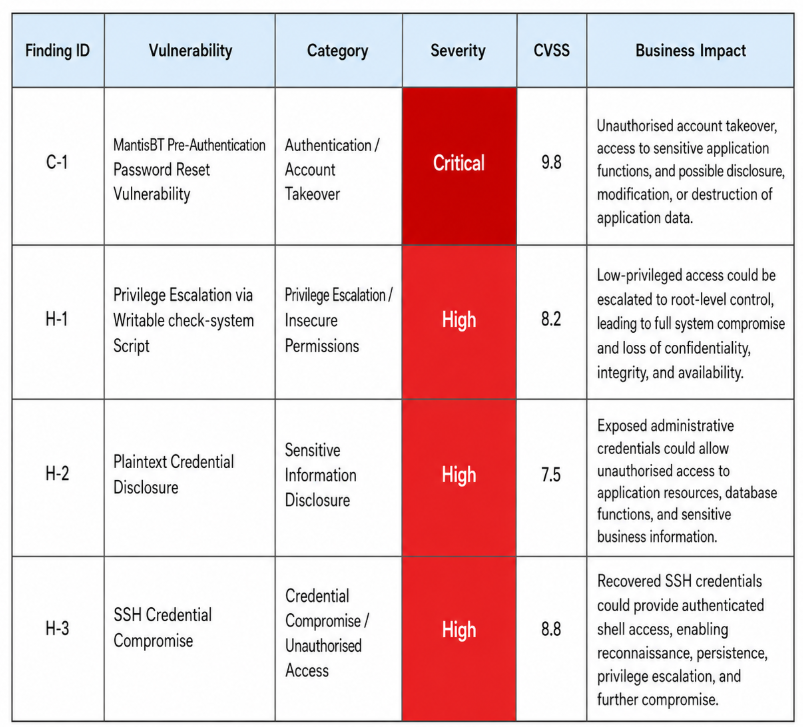 Finding ID Vulnerability Category Severity CVSS Business Impact
C-1
MantisBT Pre-Authentication
Password Reset
Vulnerability
Authentication /
Account
Takeover
Critical
9.8
Unauthorised account takeover,
access to sensitive application
functions, and possible disclosure,
modification, or destruction of
application data.
H-1
Privilege Escalation via
Writable check-system
Script
Privilege Escalation /
Insecure
Permissions
High
8.2
Low-privileged access could be
escalated to root-level control,
leading to full system compromise
and loss of confidentiality,
integrity, and availability.
H-2
Plaintext Credential
Disclosure
Sensitive
Information
Disclosure
High
7.5
Exposed administrative
credentials could allow
unauthorised access to
application resources, database
functions, and sensitive
business information.
H-3
SSH Credential
Compromise
Credential
Compromise /
Unauthorised
Access
High
8.8
Recovered SSH credentials
could provide authenticated
shell access, enabling
reconnaissance, persistence,
privilege escalation, and
further compromise.